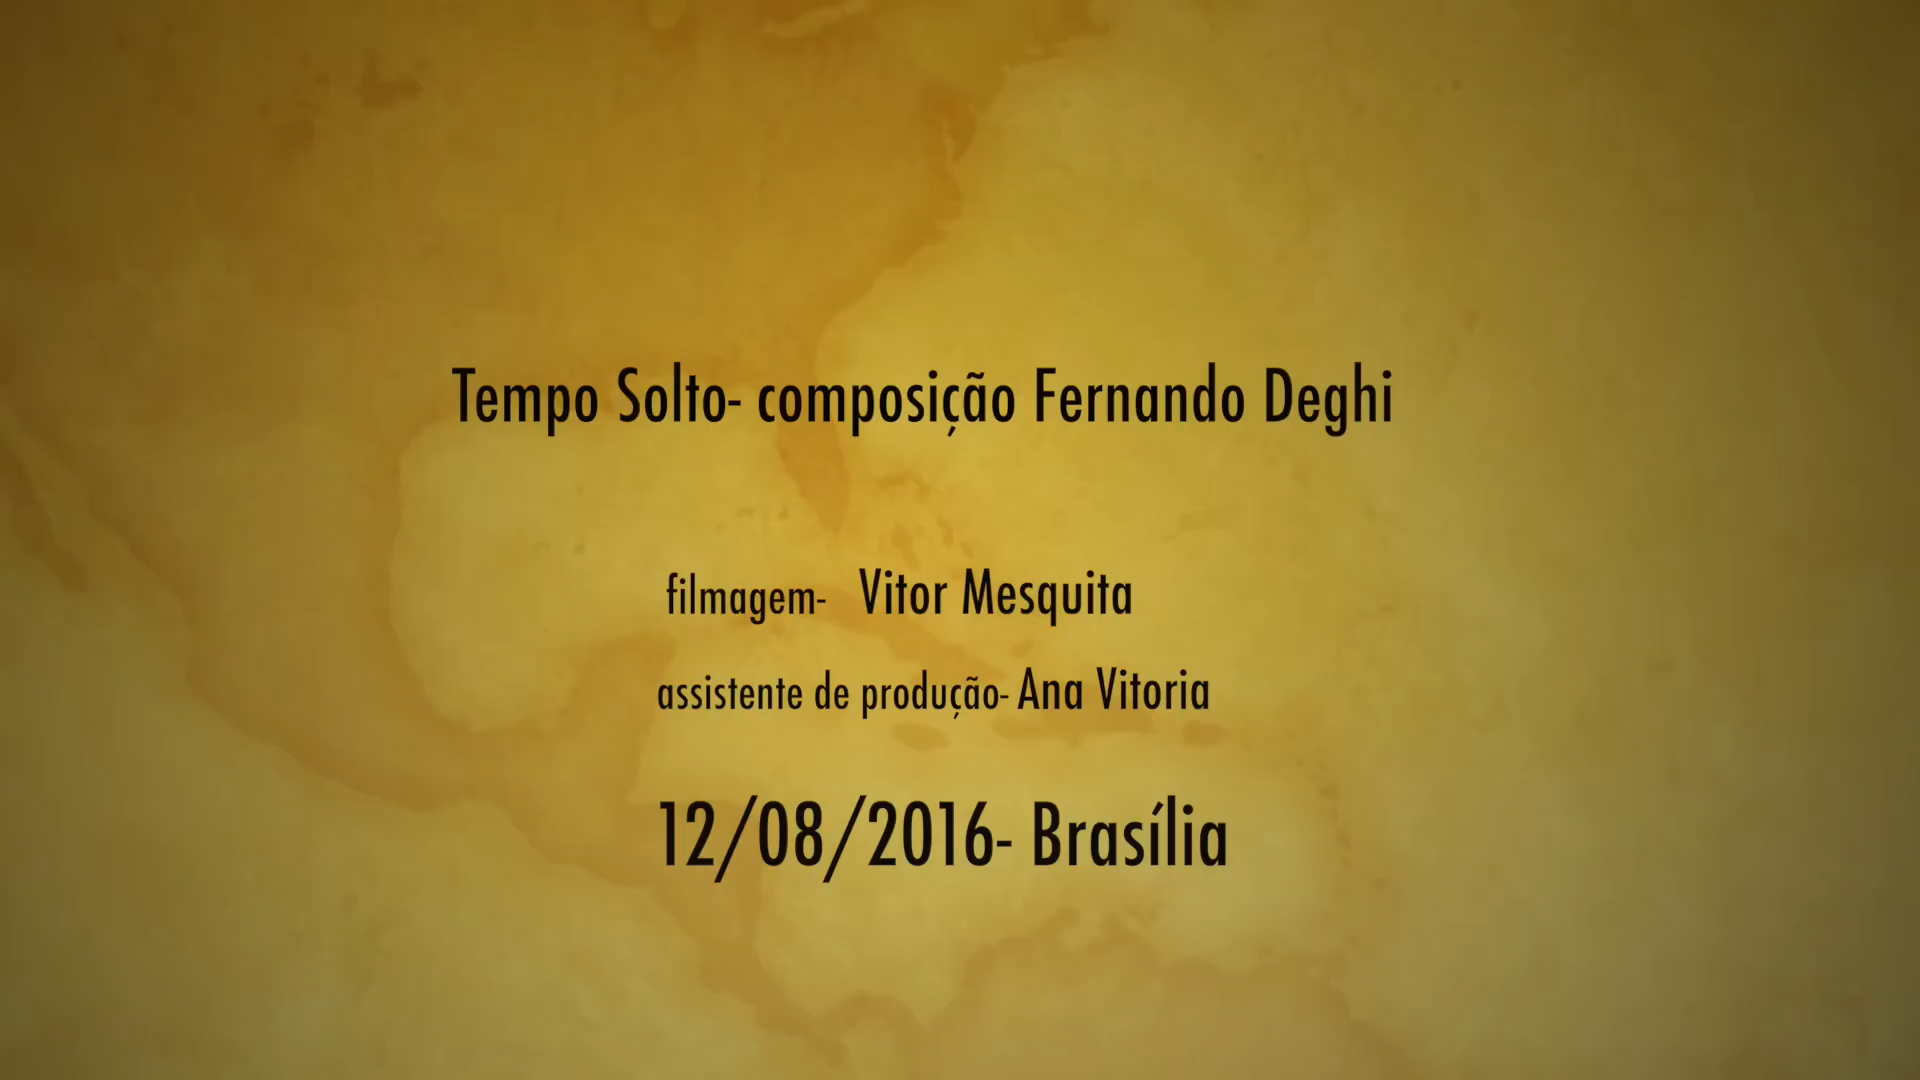 Tempo Solto- composição Fernando Deghi
filmagem- Vitor Mesquita
assistente de produção- Ana Vitoria
12/08/2016- Brasília